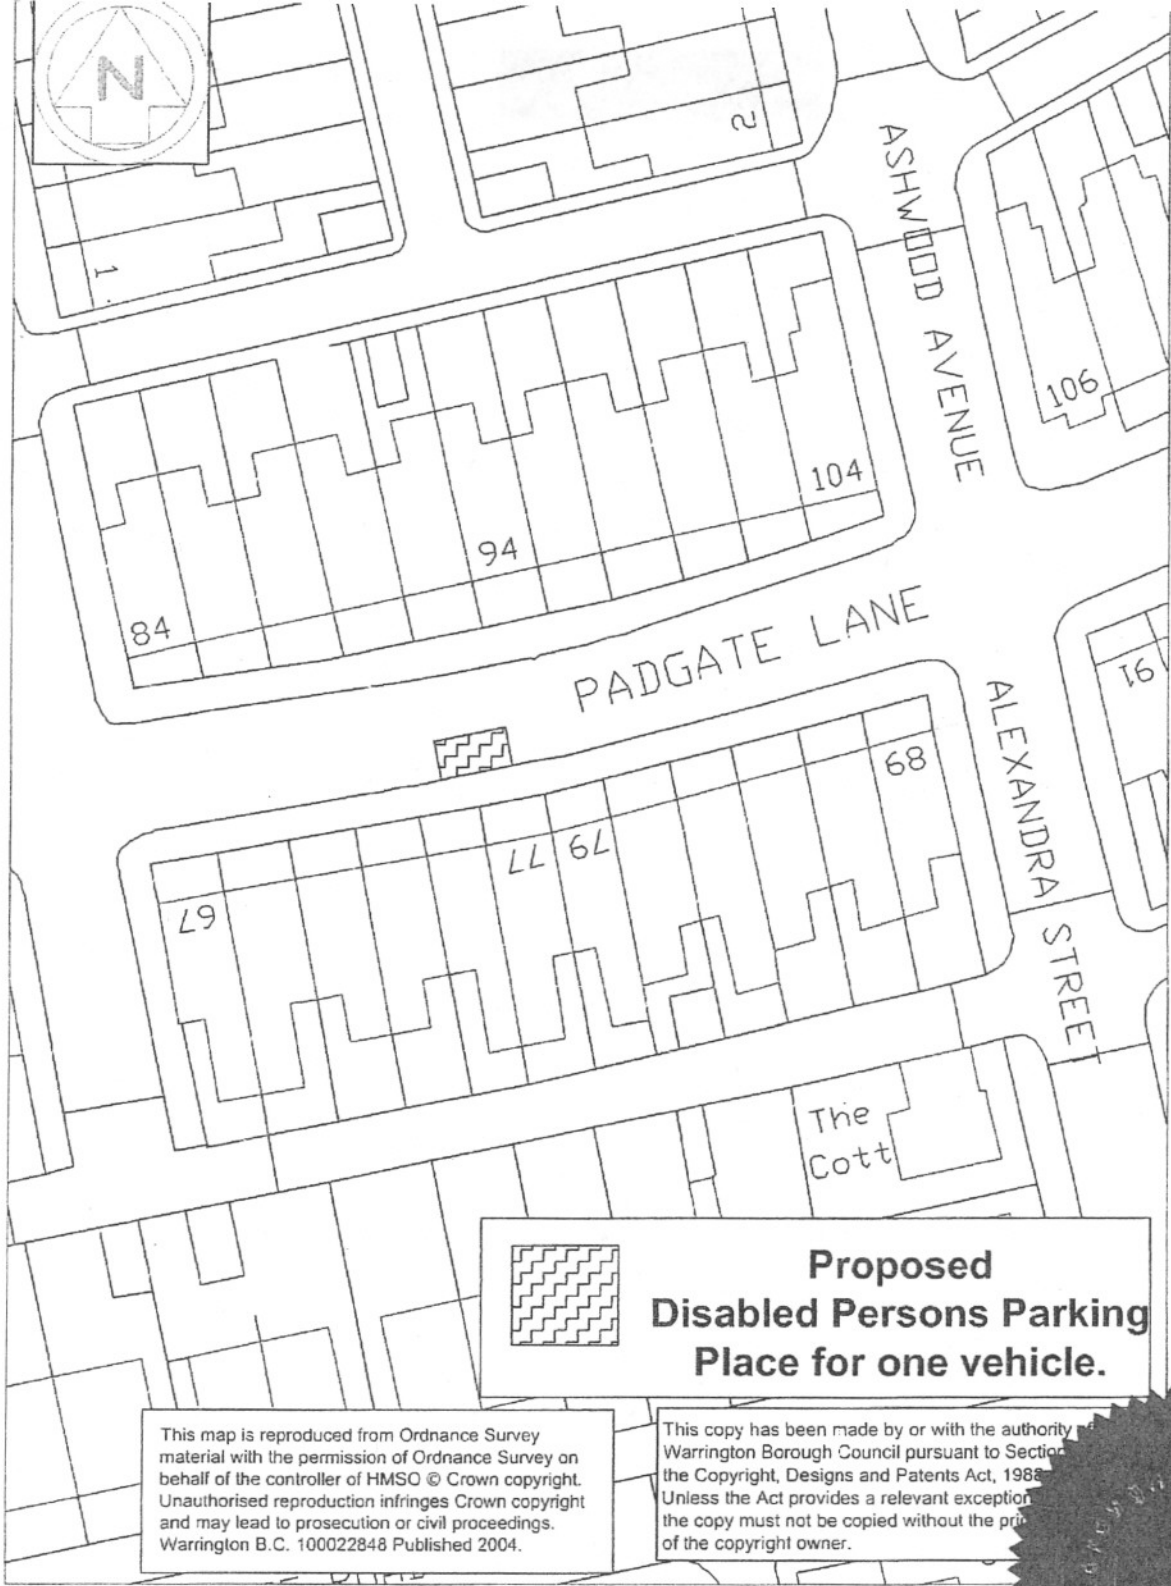 N
2
1
ASHWOOD AVENUE
106
104
94
84
PADGATE LANE
91
ALEXANDRA STREET
89
79
77
67
The
Cott
Proposed
Disabled Persons Parking
Place for one vehicle.
This map is reproduced from Ordnance Survey
material with the permission of Ordnance Survey on
behalf of the controller of HMSO © Crown copyright.
Unauthorised reproduction infringes Crown copyright
and may lead to prosecution or civil proceedings.
Warrington B.C. 100022848 Published 2004.
This copy has been made by or with the authority
Warrington Borough Council pursuant to Section
the Copyright, Designs and Patents Act, 1988
Unless the Act provides a relevant exception
the copy must not be copied without the
of the copyright owner.